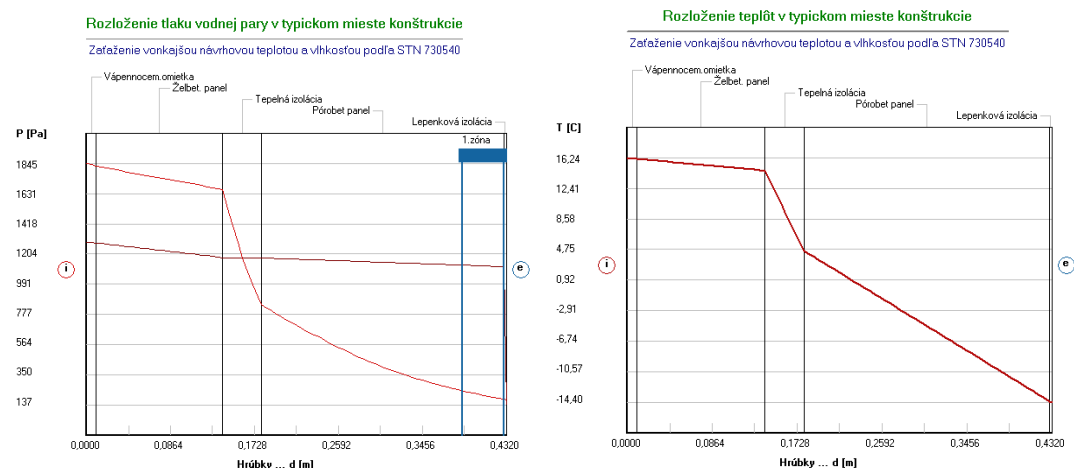 Rozloženie tlaku vodnej pary v typickom mieste konštrukcie
Zaťaženie vonkajšou návrhovou teplotou a vlhkosťou podľa STN 730540
Vápennocem.omietka
Želbet. panel
Tepelná izolácia
Pórobet panel
Lepenková izolácia
P [Pa]
1.zóna
1845
1631
1418
1204
991
777
564
350
137
i
e
0,0000 0,0864 0,1728 0,2592 0,3456 0,4320
Hrúbky ... d [m]
Rozloženie teplôt v typickom mieste konštrukcie
Zaťaženie vonkajšou návrhovou teplotou a vlhkosťou podľa STN 730540
Vápennocem.omietka
Želbet. panel
Tepelná izolácia
Pórobet panel
Lepenková izolácia
T [C]
16,24
12,41
8,58
4,75
0,92
-2,91
-6,74
-10,57
-14,40
i
e
0,0000 0,0864 0,1728 0,2592 0,3456 0,4320
Hrúbky ... d [m]